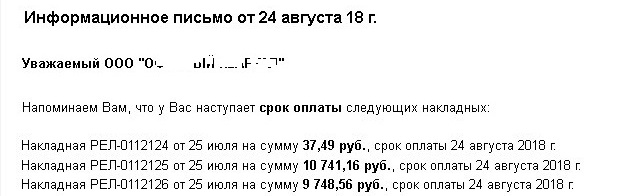 Информационное письмо от 24 августа 18 г.
Уважаемый ООО
Напоминаем Вам, что у Вас наступает срок оплаты следующих накладных:
Накладная РЕЛ-0112124 от 25 июля на сумму 37,49 руб., срок оплаты 24 августа 2018 г.
Накладная РЕЛ-0112125 от 25 июля на сумму 10 741,16 руб., срок оплаты 24 августа 2018 г.
Накладная РЕЛ-0112126 от 25 июля на сумму 9 748,56 руб., срок оплаты 24 августа 2018 г.